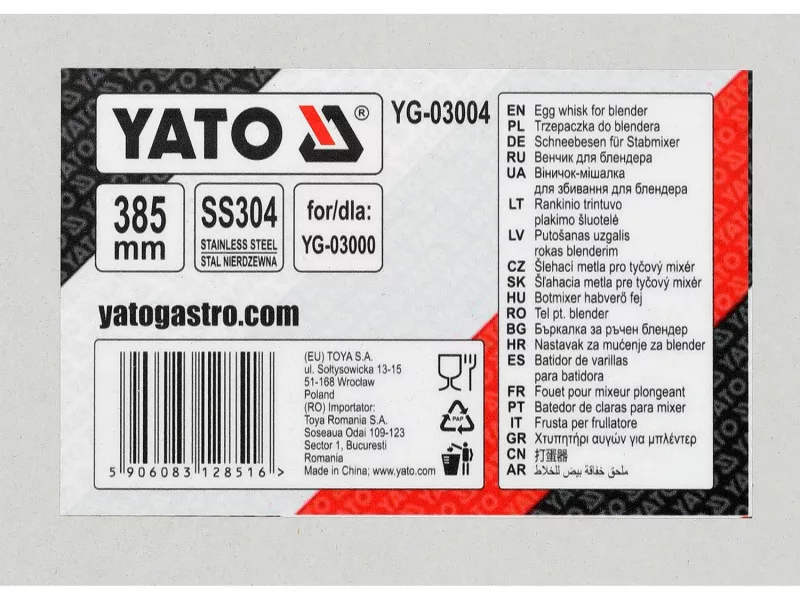 YATO ®
YG-03004
385
mm
SS304
STAINLESS STEEL
STAL NIERDZEWNA
for/dla:
YG-03000
yatogastro.com
5 906083 128516 >
(EU) TOYA S.A.
ul. Sołtysowicka 13-15
51-168 Wrocław
Poland
(RO) Importator:
Toya Romania S.A.
Soseaua Odai 109-123
Sector 1, Bucuresti
Romania
Made in China; www.yato.com
PAP
EN Egg whisk for blender
PL Trzepaczka do blendera
DE Schneebesen für Stabmixer
RU Венчик для блендера
UA Віничок-мішалка
для збивання для блендера
LT Rankinio trintuvo
plakimo šluotelė
LV Putošanas uzgalis
rokas blenderim
CZ Šlehací metla pro tyčový mixér
SK Šľahacia metla pre tyčový mixér
HU Botmixer habverő fej
RO Tel pt. blender
BG Бъркалка за ръчен блендер
HR Nastavak za mućenje za blender
ES Batidor de varillas
para batidora
FR Fouet pour mixeur plongeant
PT Batedor de claras para mixer
IT Frusta per frullatore
GR Χτυπητήρι αυγών για μπλέντερ
CN 打蛋器
AR ملحق خفاقة بيض للخلاط